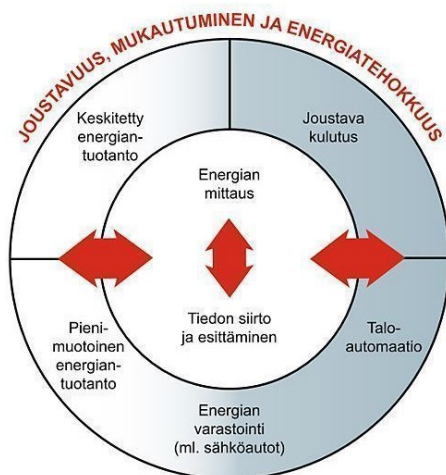 JOUSTAVUUS, MUKAUTUMINEN JA ENERGIATEHOKKUUS
Keskitetty
energian-
tuotanto
Joustava
kulutus
Energian
mittaus
Tiedon siirto
ja esittäminen
Pieni-
muotoinen
energian-
tuotanto
Talo-
automaatio
Energian
varastointi
(ml. sähköautot)